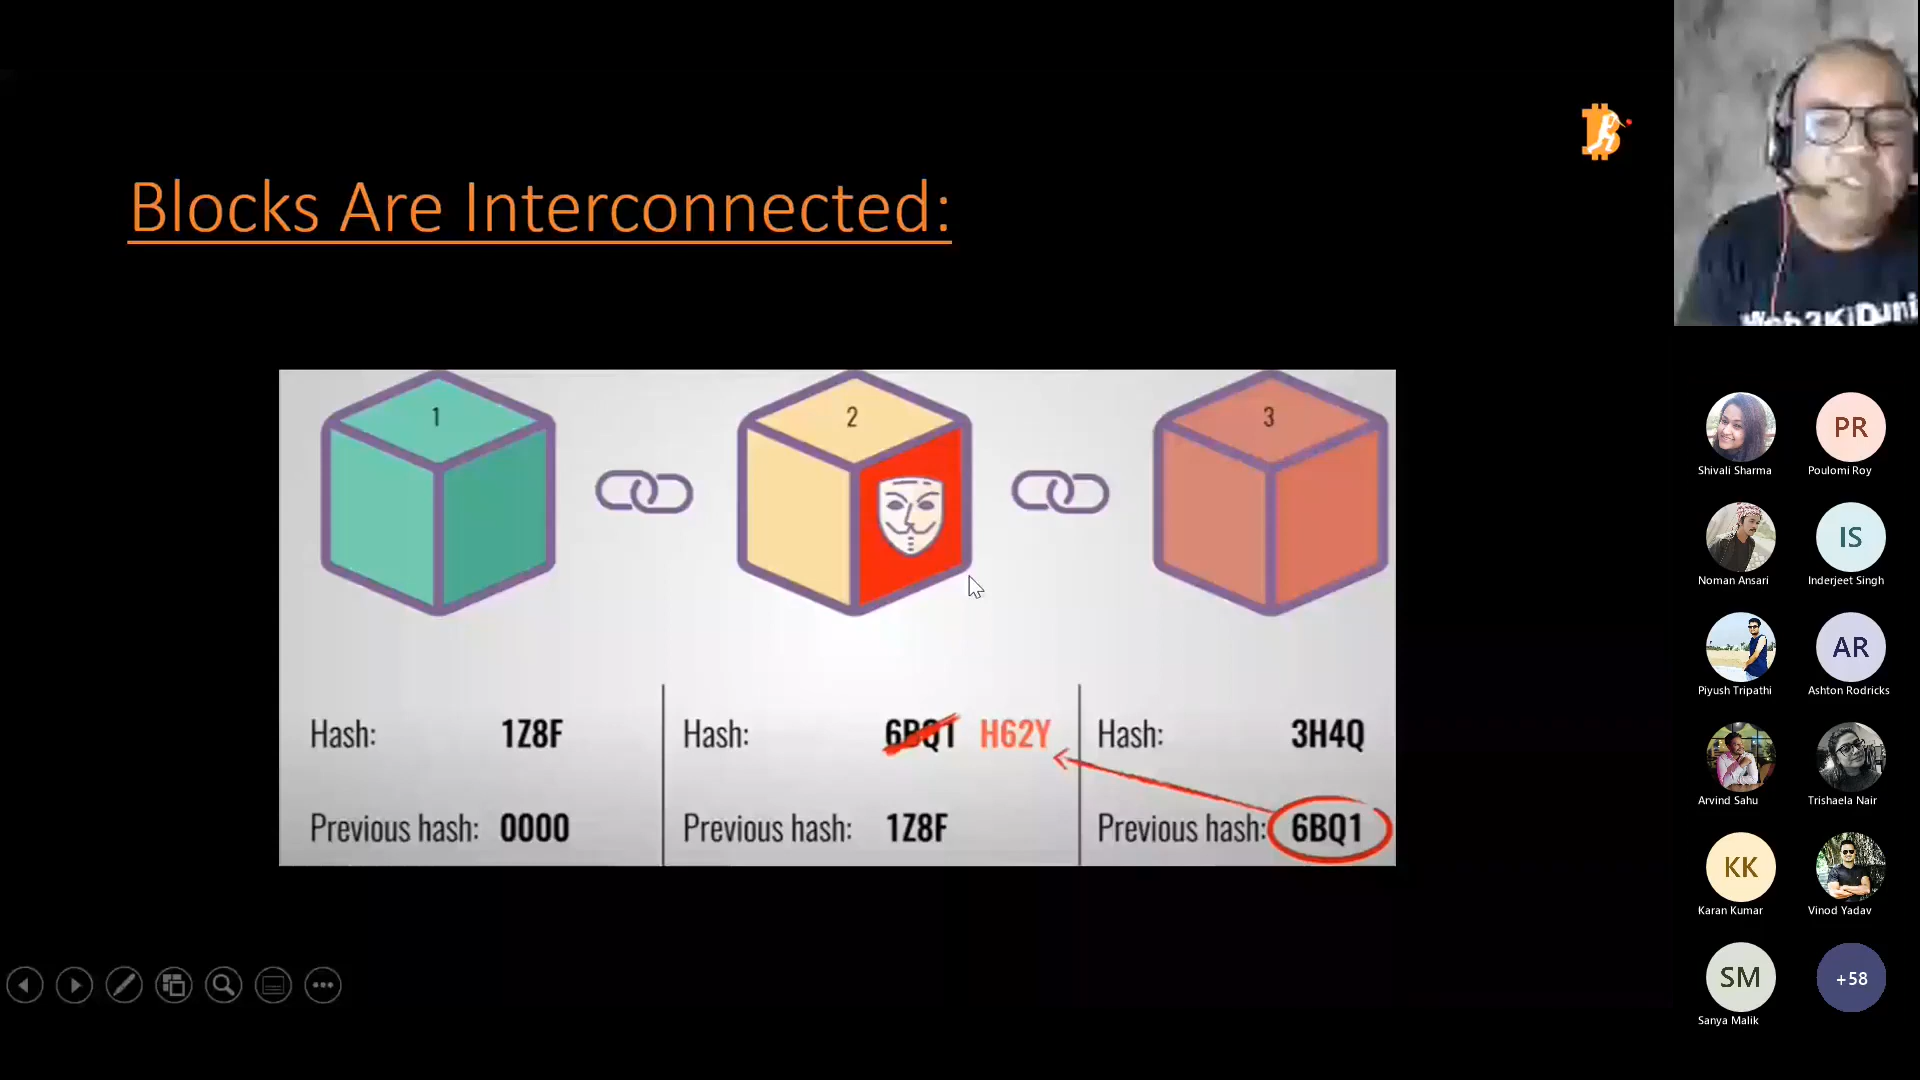 Blocks Are Interconnected:
1
2
3
Hash: 1Z8F
Previous hash: 0000
Hash: 6BQ1 H62Y
Previous hash: 1Z8F
Hash: 3H4Q
Previous hash: 6BQ1
Shivali Sharma
PR
Poulomi Roy
Noman Ansari
IS
Inderjeet Singh
Piyush Tripathi
AR
Ashton Rodricks
Arvind Sahu
Trishaela Nair
KK
Karan Kumar
Vinod Yadav
SM
Sanya Malik
+58